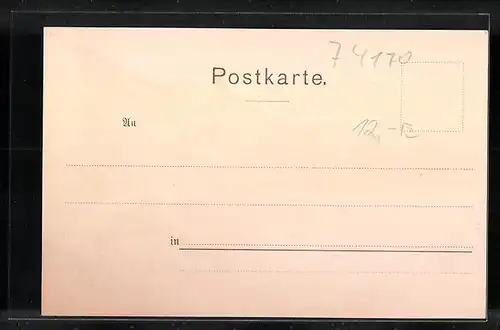 74170
Postkarte.
An
12,-
in